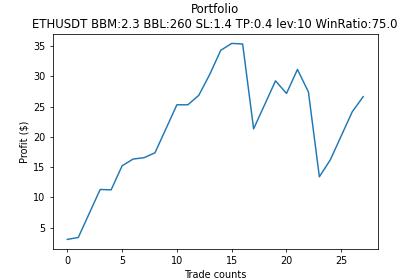 Portfolio
ETHUSDT BBM:2.3 BBL:260 SL:1.4 TP:0.4 lev:10 WinRatio:75.0
35
30
25
20
15
10
5
Profit ($)
0 5 10 15 20 25
Trade counts